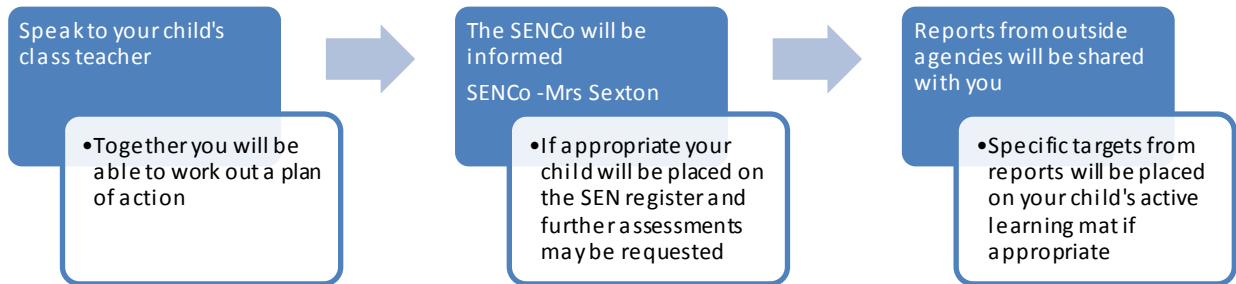 Speak to your child's
class teacher
•Together you will be
able to work out a plan
of action
The SENCo will be
informed
SENCo -Mrs Sexton
•If appropriate your
child will be placed on
the SEN register and
further assessments
may be requested
Reports from outside
agencies will be shared
with you
•Specific targets from
reports will be placed
on your child's active
learning mat if
appropriate